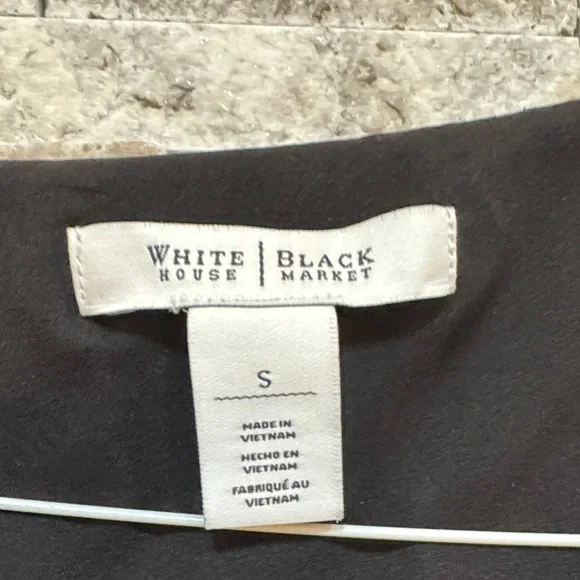 WHITE | BLACK
HOUSE | MARKET
S
MADE IN
VIETNAM
HECHO EN
VIETNAM
FABRIQUÉ AU
VIETNAM